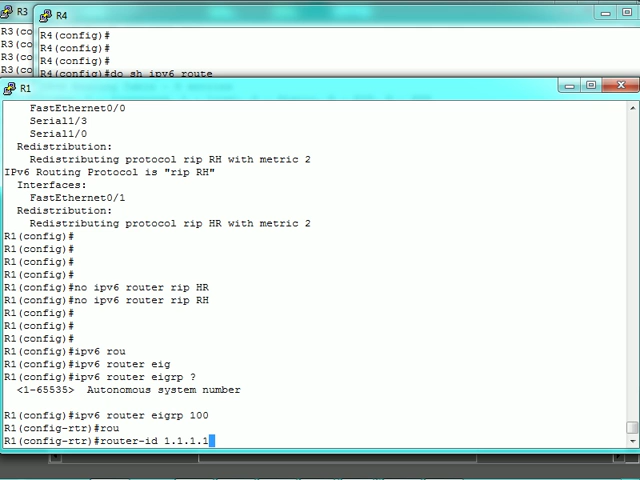 R3
R4
R3(co
R4(config)#
R3(co
R4(config)#
R3(co
R4(config)#
R3(co
R4(config)#do sh ipv6 route
R1
FastEthernet0/0
Serial1/3
Serial1/0
Redistribution:
Redistributing protocol rip RH with metric 2
IPv6 Routing Protocol is "rip RH"
Interfaces:
FastEthernet0/1
Redistribution:
Redistributing protocol rip HR with metric 2
R1(config)#
R1(config)#
R1(config)#
R1(config)#
R1(config)#no ipv6 router rip HR
R1(config)#no ipv6 router rip RH
R1(config)#
R1(config)#
R1(config)#
R1(config)#ipv6 rou
R1(config)#ipv6 router eig
R1(config)#ipv6 router eigrp ?
<1-65535>  Autonomous system number
R1(config)#ipv6 router eigrp 100
R1(config-rtr)#rou
R1(config-rtr)#router-id 1.1.1.1